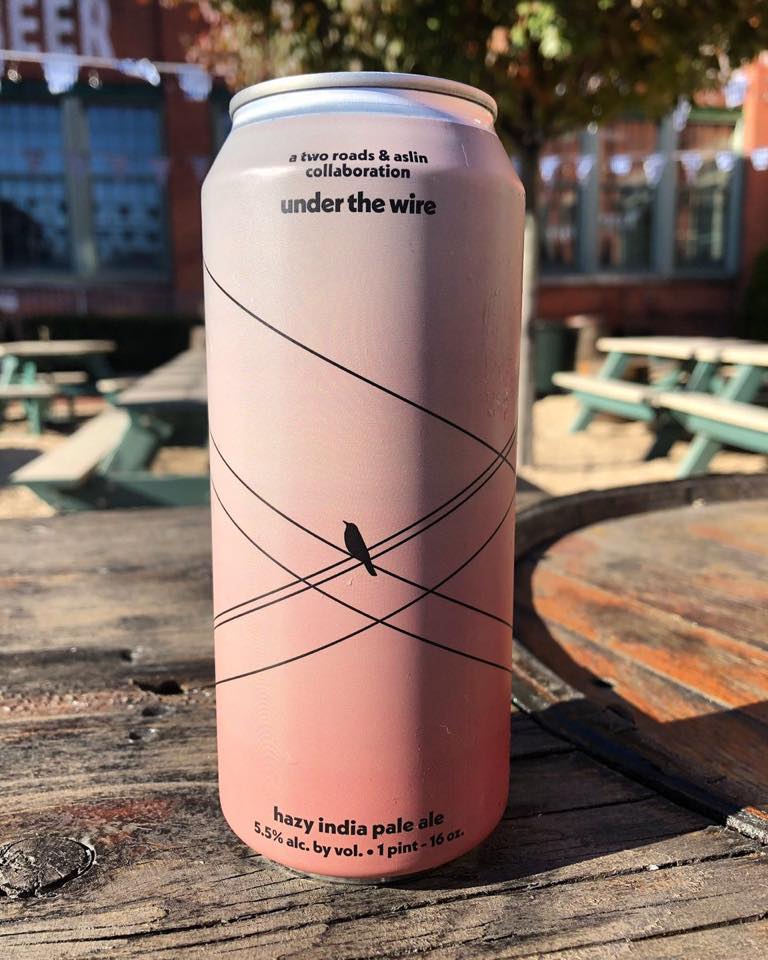 BEER
a two roads & aslin
collaboration
under the wire
hazy india pale ale
5.5% alc. by vol. • 1 pint - 16 oz.